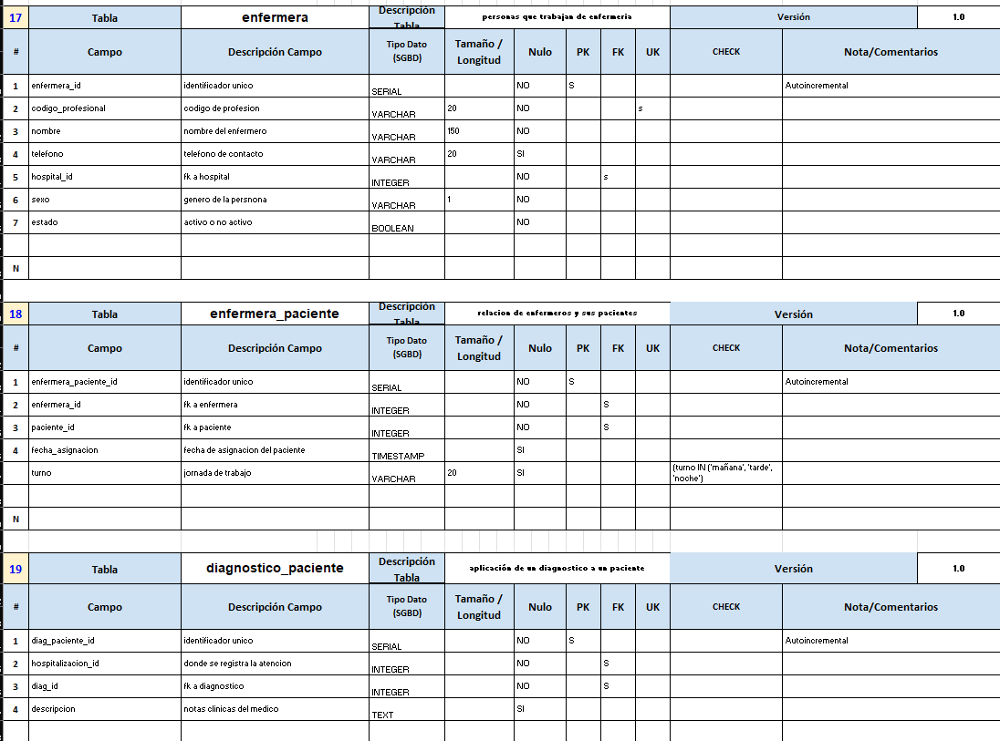 17 Tabla enfermera Descripción Tabla personas que trabajan de enfermeria Versión 1.0
# Campo Descripción Campo Tipo Dato (SGBD) Tamaño / Longitud Nulo PK FK UK CHECK Nota/Comentarios
1 enfermera_id identificador unico SERIAL NO S Autoincremental
2 codigo_profesional codigo de profesion VARCHAR 20 NO s
3 nombre nombre del enfermero VARCHAR 150 NO
4 telefono telefono de contacto VARCHAR 20 SI
5 hospital_id fk a hospital INTEGER NO s
6 sexo genero de la persnona VARCHAR 1 NO
7 estado activo o no activo BOOLEAN NO
N
18 Tabla enfermera_paciente Descripción Tabla relacion de enfermeros y sus pacientes Versión 1.0
# Campo Descripción Campo Tipo Dato (SGBD) Tamaño / Longitud Nulo PK FK UK CHECK Nota/Comentarios
1 enfermera_paciente_id identificador unico SERIAL NO S Autoincremental
2 enfermera_id fk a enfermera INTEGER NO S
3 paciente_id fk a paciente INTEGER NO S
4 fecha_asignacion fecha de asignacion del paciente TIMESTAMP SI
turno jornada de trabajo VARCHAR 20 SI (turno IN ('mañana', 'tarde', 'noche')
N
19 Tabla diagnostico_paciente Descripción Tabla aplicación de un diagnostico a un paciente Versión 1.0
# Campo Descripción Campo Tipo Dato (SGBD) Tamaño / Longitud Nulo PK FK UK CHECK Nota/Comentarios
1 diag_paciente_id identificador unico SERIAL NO S Autoincremental
2 hospitalizacion_id donde se registra la atencion INTEGER NO S
3 diag_id fk a diagnostico INTEGER NO S
4 descripcion notas clinicas del medico TEXT SI